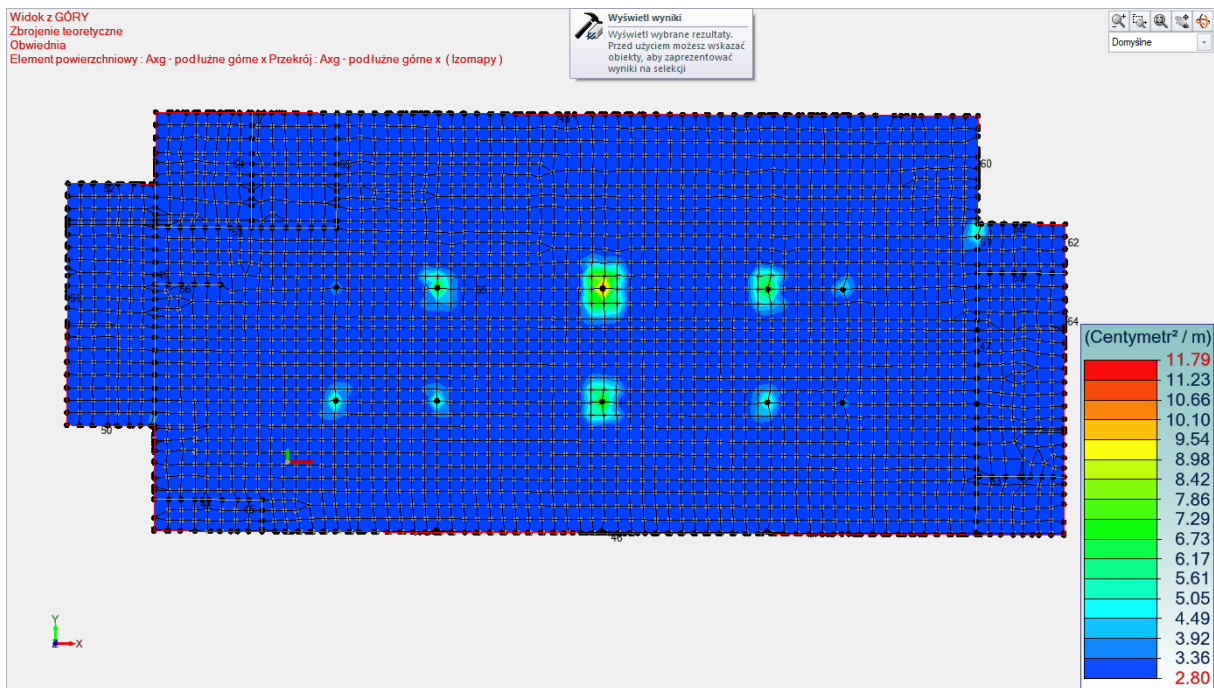 Widok z GÓRY
Zbrojenie teoretyczne
Obwiednia
Element powierzchniowy : Axg - podłużne górne x Przekrój : Axg - podłużne górne x ( Izomapy )
Wyświetl wyniki
Wyświetl wybrane rezultaty.
Przed użyciem możesz wskazać
obiekty, aby zaprezentować
wyniki na selekcji
Domyślne
60
62
64
65
50
47
(Centymetr² / m)
11.79
11.23
10.66
10.10
9.54
8.98
8.42
7.86
7.29
6.73
6.17
5.61
5.05
4.49
3.92
3.36
2.80
Y
X